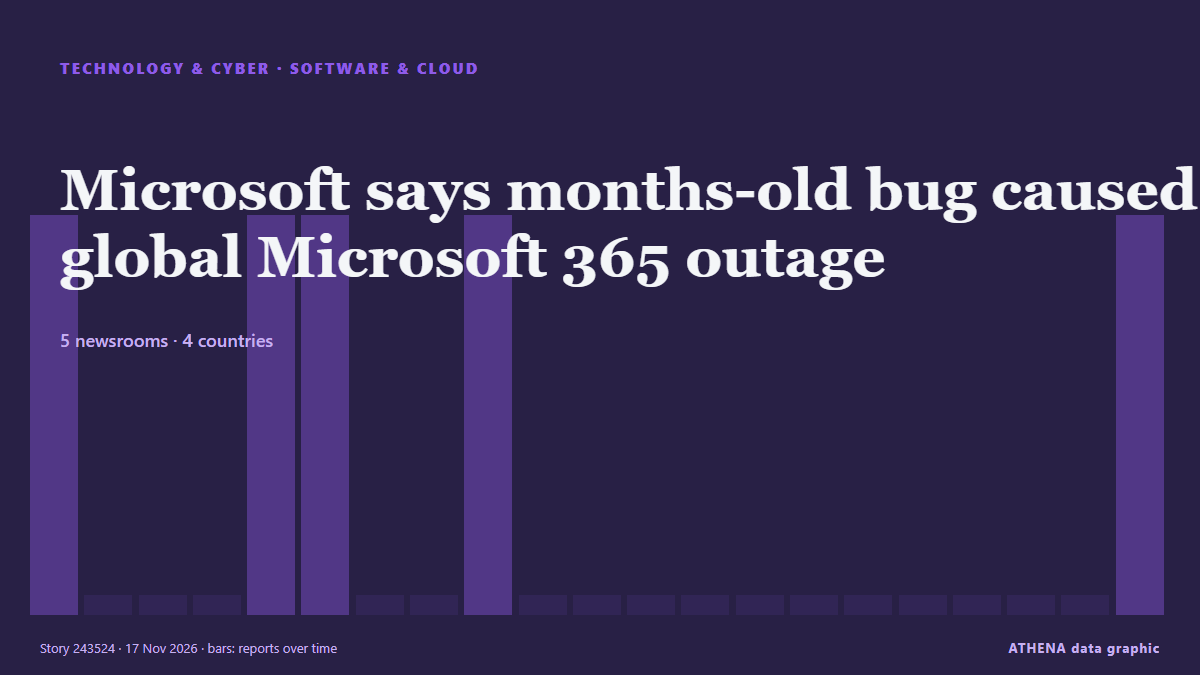 TECHNOLOGY & CYBER · SOFTWARE & CLOUD
Microsoft says months-old bug caused
global Microsoft 365 outage
5 newsrooms · 4 countries
Story 243524 · 17 Nov 2026 · bars: reports over time
ATHENA data graphic